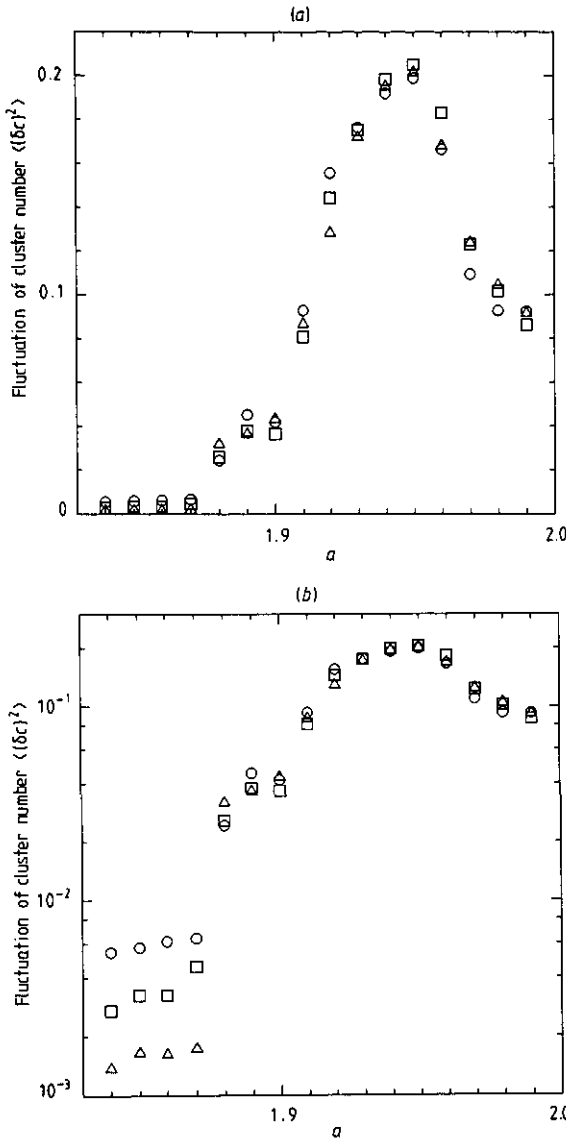 (a)
Fluctuation of cluster number ⟨(δc)²⟩
0.2
0.1
0
1.9
2.0
a
(b)
Fluctuation of cluster number ⟨(δc)²⟩
10⁻¹
10⁻²
10⁻³
1.9
2.0
a